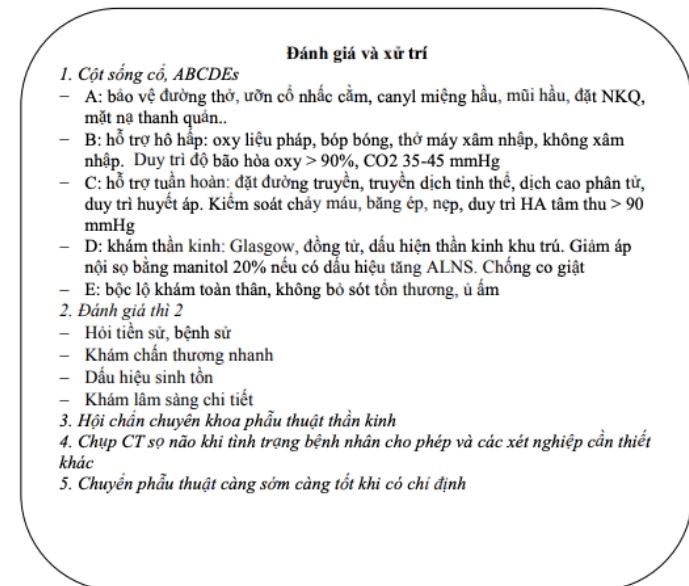 Đánh giá và xử trí
1. Cột sống cổ, ABCDEs
− A: bảo vệ đường thở, ưỡn cổ nhấc cằm, canyl miệng hầu, mũi hầu, đặt NKQ,
mặt nạ thanh quản..
− B: hỗ trợ hô hấp: oxy liệu pháp, bóp bóng, thở máy xâm nhập, không xâm
nhập. Duy trì độ bão hòa oxy > 90%, CO2 35-45 mmHg
− C: hỗ trợ tuần hoàn: đặt đường truyền, truyền dịch tinh thể, dịch cao phân tử,
duy trì huyết áp. Kiểm soát chảy máu, băng ép, nẹp, duy trì HA tâm thu > 90
mmHg
− D: khám thần kinh: Glasgow, đồng tử, dấu hiện thần kinh khu trú. Giảm áp
nội sọ bằng manitol 20% nếu có dấu hiệu tăng ALNS. Chống co giật
− E: bộc lộ khám toàn thân, không bỏ sót tổn thương, ủ ấm
2. Đánh giá thì 2
− Hỏi tiền sử, bệnh sử
− Khám chấn thương nhanh
− Dấu hiệu sinh tồn
− Khám lâm sàng chi tiết
3. Hội chẩn chuyên khoa phẫu thuật thần kinh
4. Chụp CT sọ não khi tình trạng bệnh nhân cho phép và các xét nghiệp cần thiết
khác
5. Chuyển phẫu thuật càng sớm càng tốt khi có chỉ định